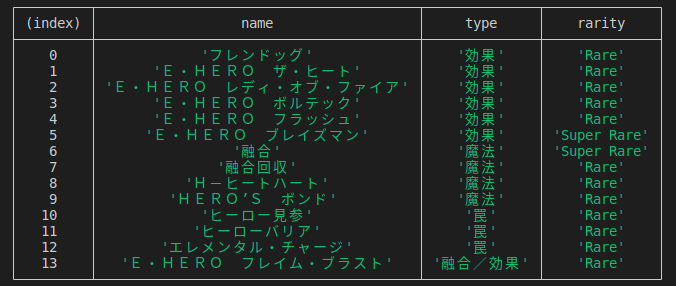 (index) name type rarity
0 'フレンドッグ' '効果' 'Rare'
1 'Ｅ・ＨＥＲＯ　ザ・ヒート' '効果' 'Rare'
2 'Ｅ・ＨＥＲＯ　レディ・オブ・ファイア' '効果' 'Rare'
3 'Ｅ・ＨＥＲＯ　ボルテック' '効果' 'Rare'
4 'Ｅ・ＨＥＲＯ　フラッシュ' '効果' 'Rare'
5 'Ｅ・ＨＥＲＯ　ブレイズマン' '効果' 'Super Rare'
6 '融合' '魔法' 'Super Rare'
7 '融合回収' '魔法' 'Rare'
8 'Ｈ－ヒートハート' '魔法' 'Rare'
9 'ＨＥＲＯ’Ｓ　ボンド' '魔法' 'Rare'
10 'ヒーロー見参' '罠' 'Rare'
11 'ヒーローバリア' '罠' 'Rare'
12 'エレメンタル・チャージ' '罠' 'Rare'
13 'Ｅ・ＨＥＲＯ　フレイム・ブラスト' '融合／効果' 'Rare'